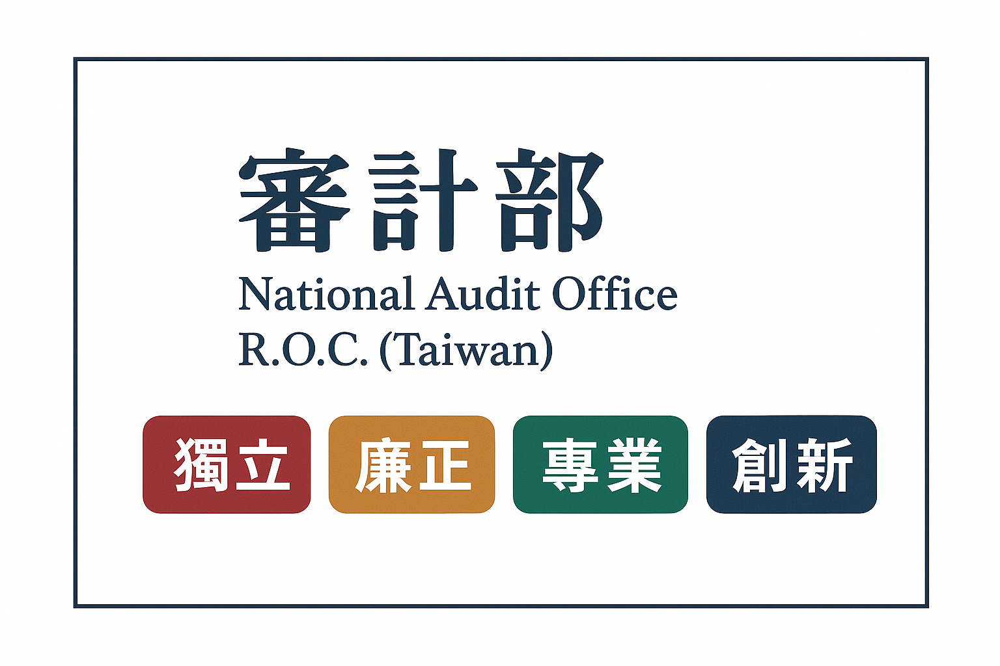 審計部
National Audit Office
R.O.C. (Taiwan)
獨立 廉正 專業 創新